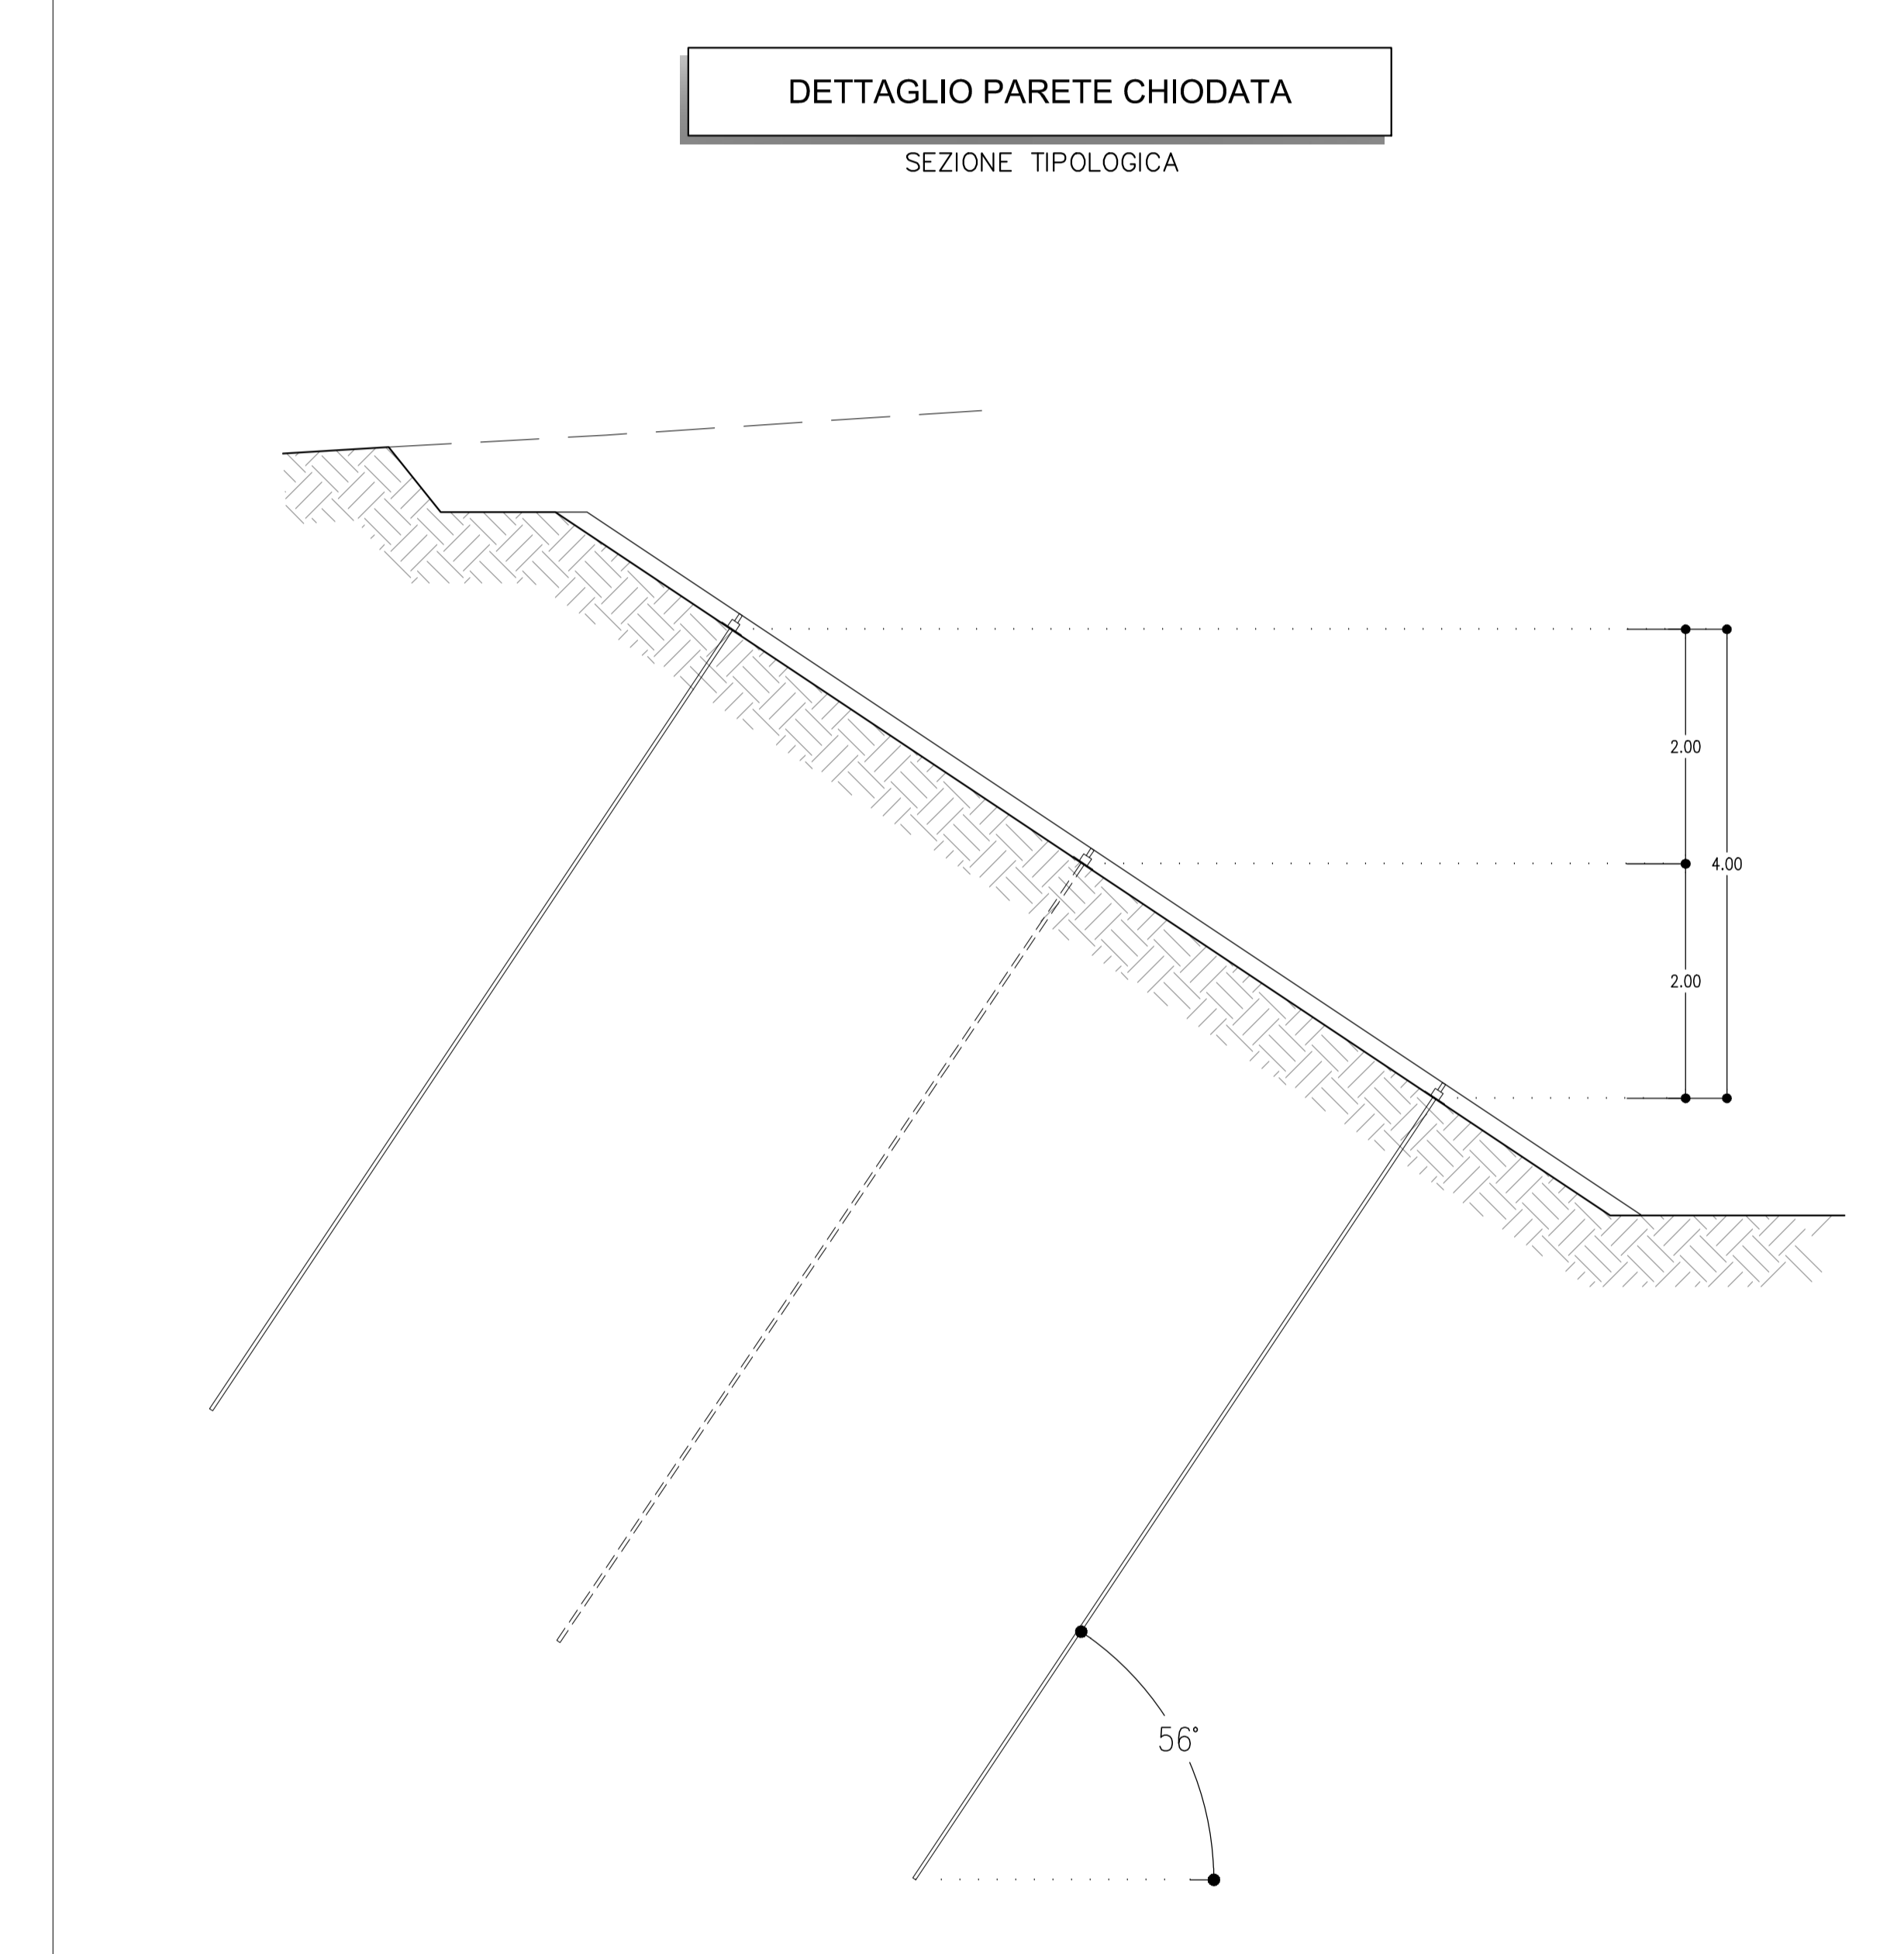 DETTAGLIO PARETE CHIODATA
SEZIONE TIPOLOGICA
2.00
4.00
2.00
56°